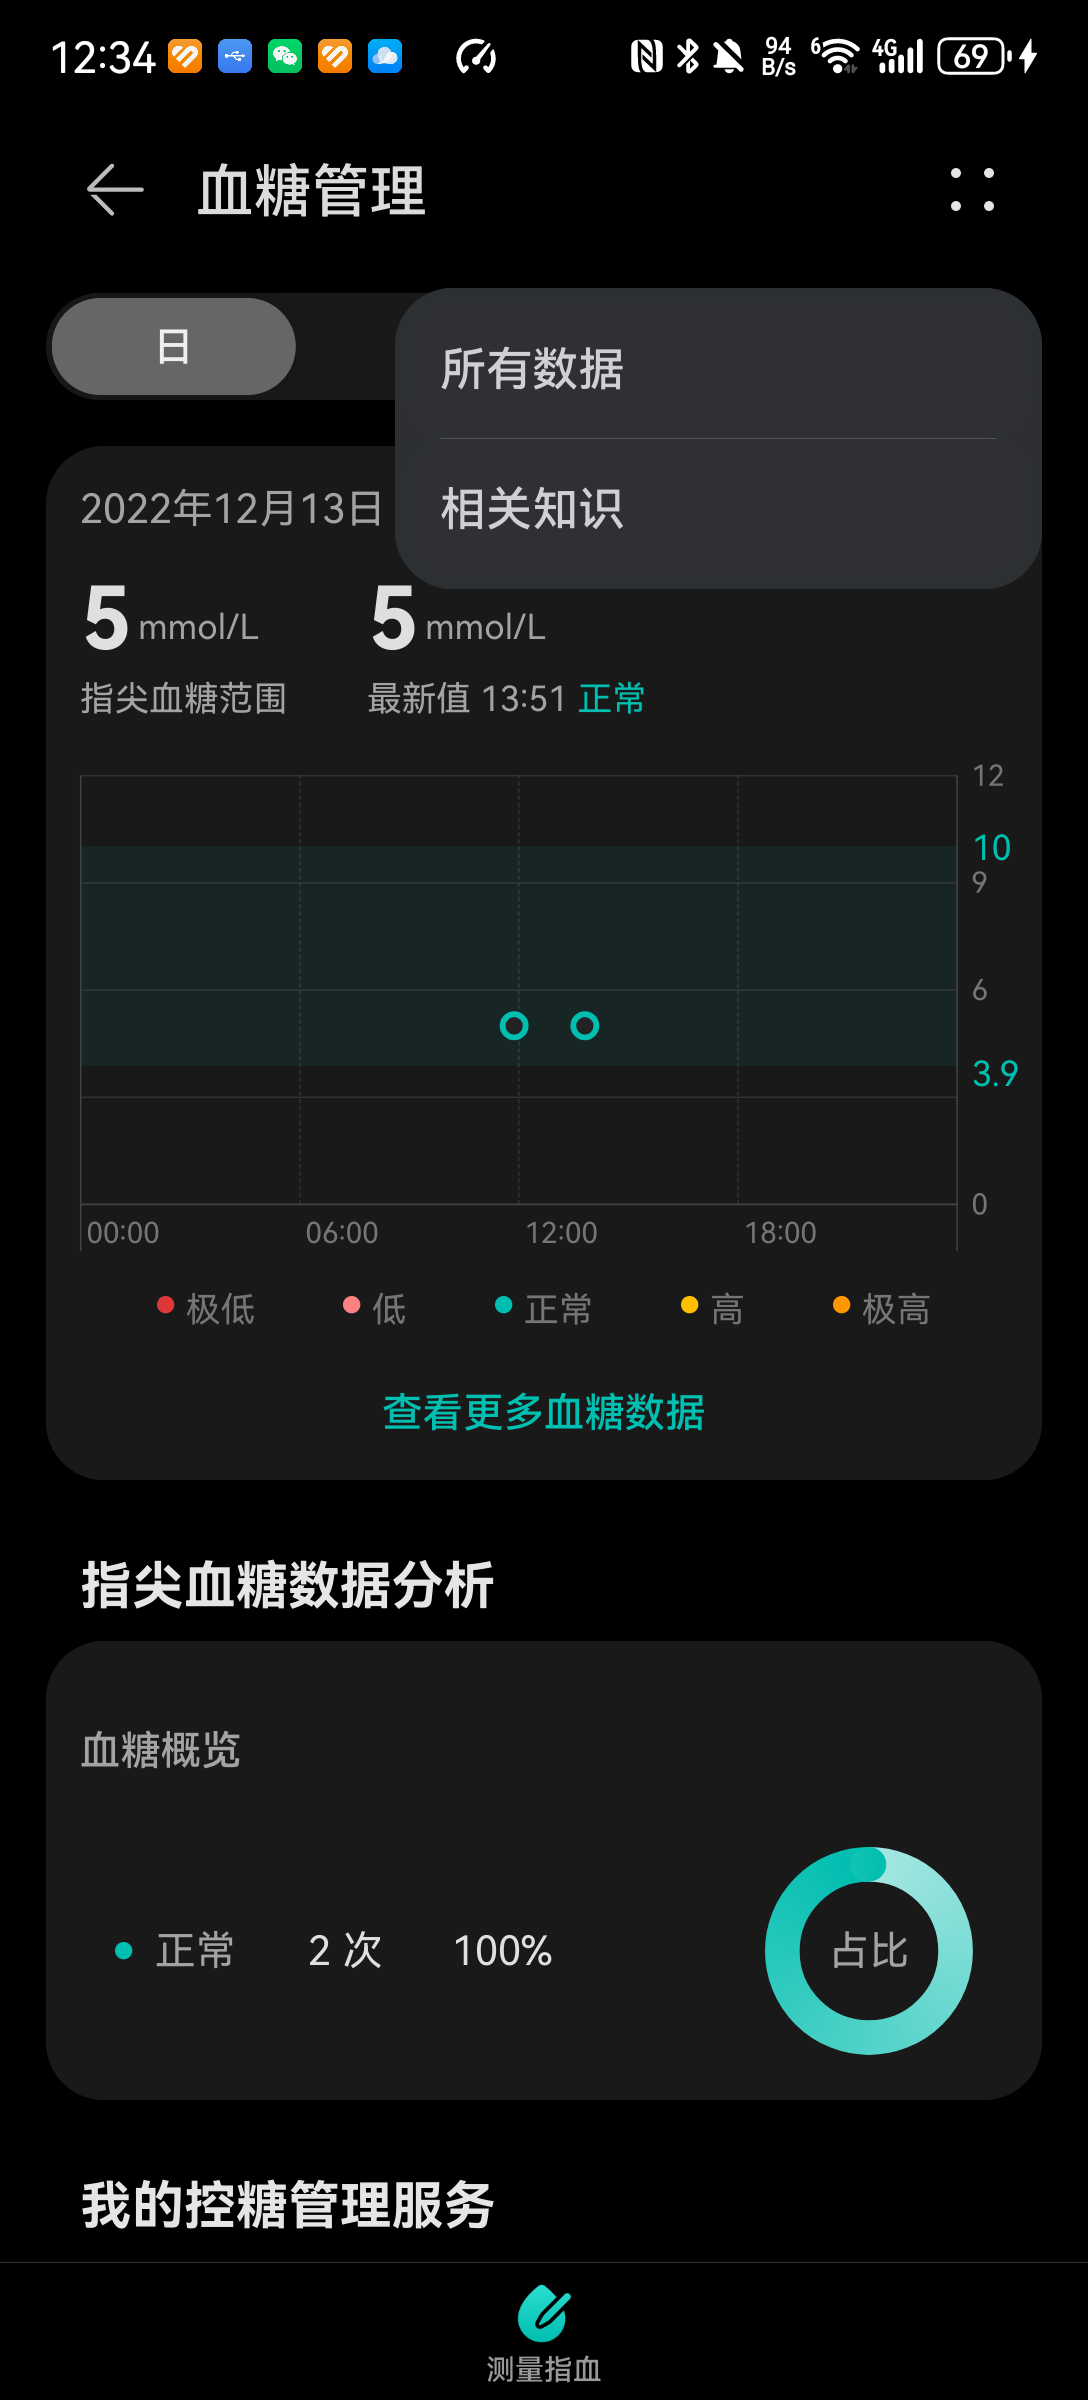 12:34
94 B/s
6
4G
69
血糖管理
日
所有数据
相关知识
2022年12月13日
5 mmol/L 5 mmol/L
指尖血糖范围 最新值 13:51 正常
12
10
9
6
3.9
0
00:00 06:00 12:00 18:00
极低 低 正常 高 极高
查看更多血糖数据
指尖血糖数据分析
血糖概览
正常 2 次 100%
占比
我的控糖管理服务
测量指血